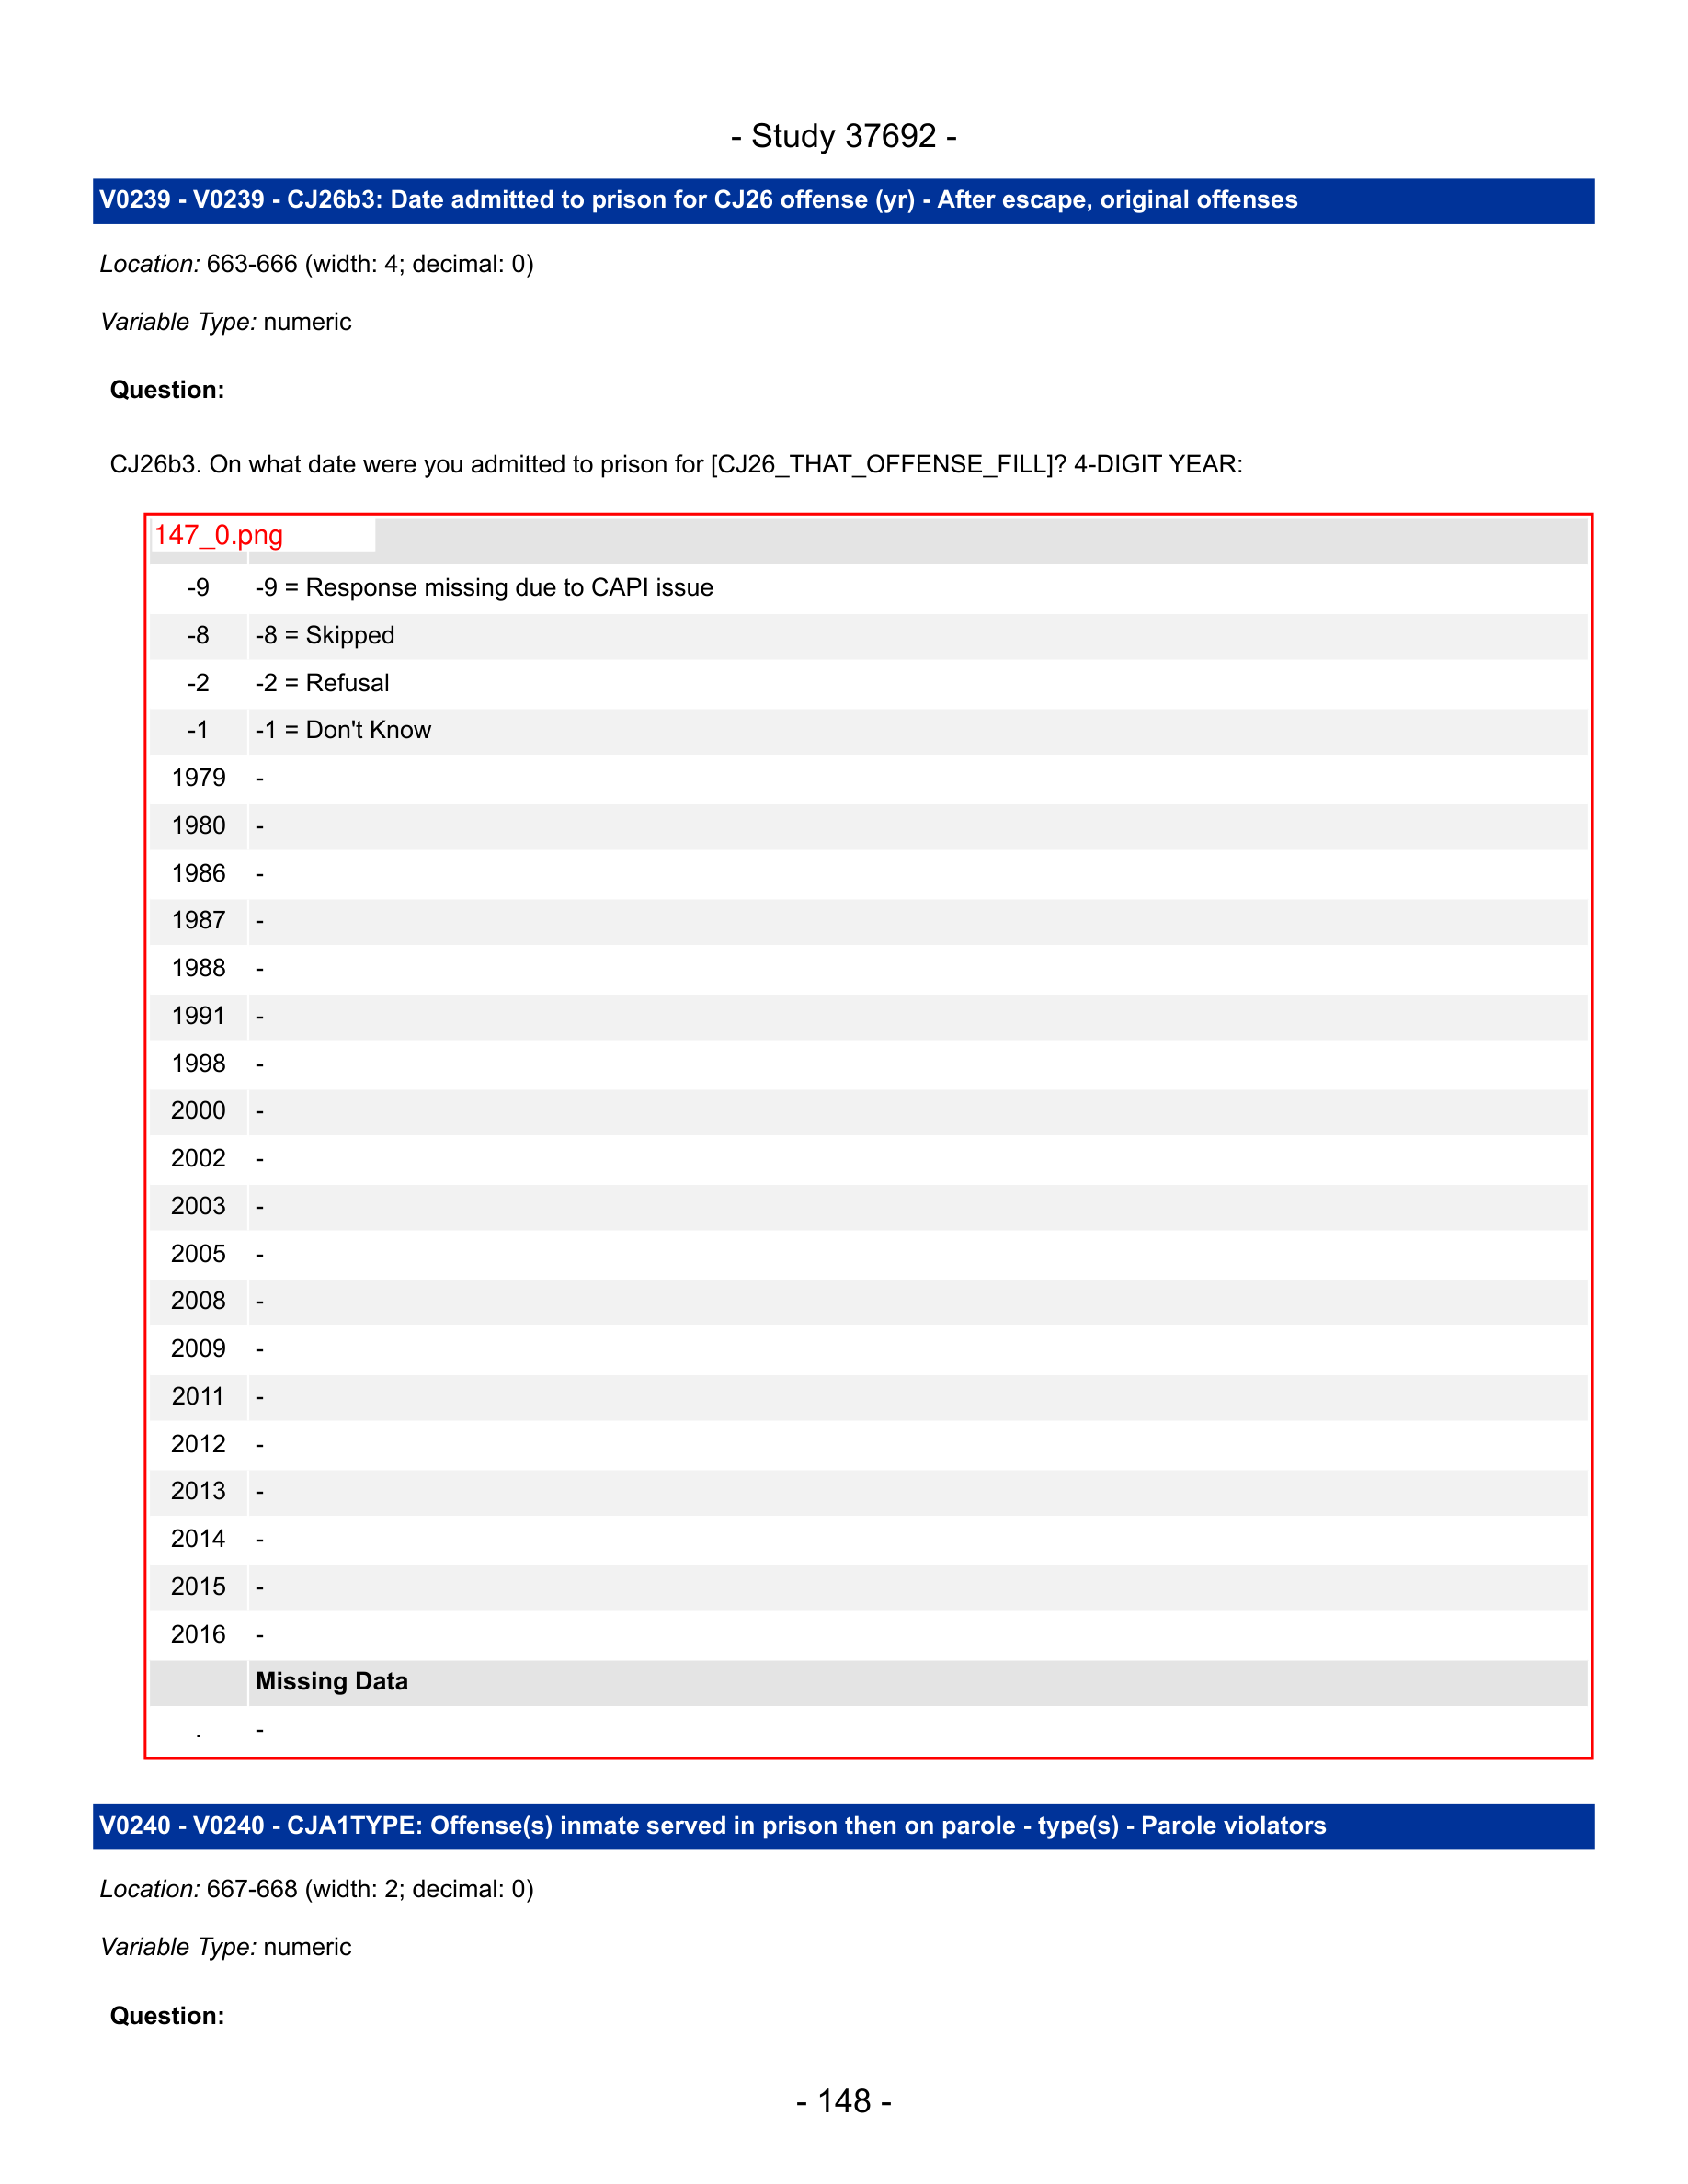 - Study 37692 -
V0239 - V0239 - CJ26b3: Date admitted to prison for CJ26 offense (yr) - After escape, original offenses
Location: 663-666 (width: 4; decimal: 0)
Variable Type: numeric
Question:
CJ26b3. On what date were you admitted to prison for [CJ26_THAT_OFFENSE_FILL]? 4-DIGIT YEAR:
147_0.png
-9 -9 = Response missing due to CAPI issue
-8 -8 = Skipped
-2 -2 = Refusal
-1 -1 = Don't Know
1979 -
1980 -
1986 -
1987 -
1988 -
1991 -
1998 -
2000 -
2002 -
2003 -
2005 -
2008 -
2009 -
2011 -
2012 -
2013 -
2014 -
2015 -
2016 -
Missing Data
. -
V0240 - V0240 - CJA1TYPE: Offense(s) inmate served in prison then on parole - type(s) - Parole violators
Location: 667-668 (width: 2; decimal: 0)
Variable Type: numeric
Question:
- 148 -